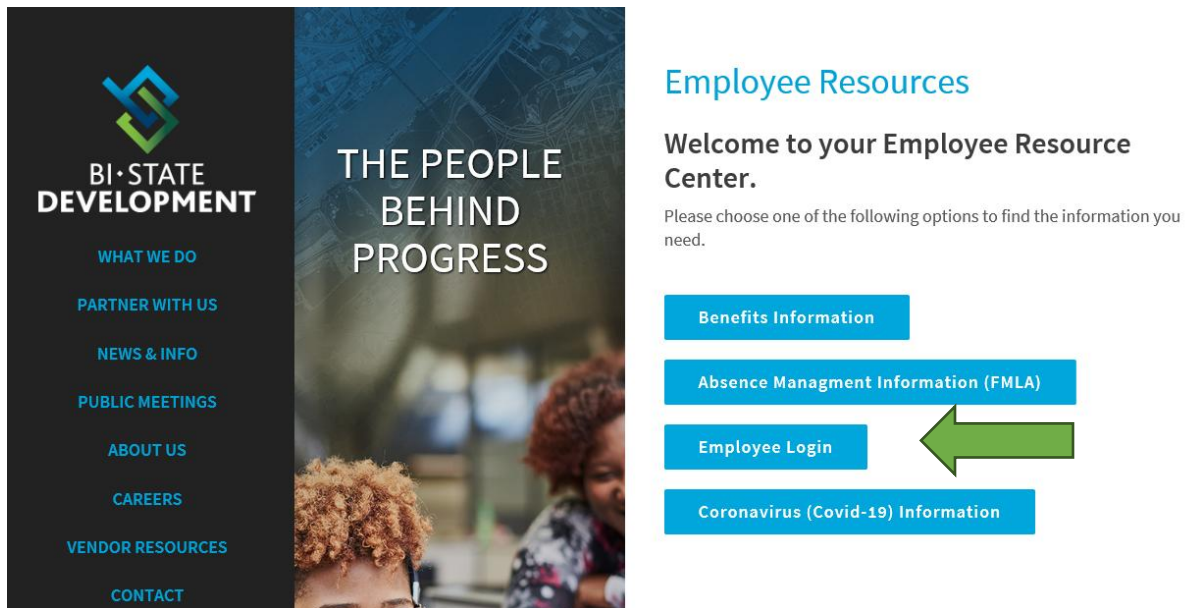 BI·STATE
DEVELOPMENT
WHAT WE DO
PARTNER WITH US
NEWS & INFO
PUBLIC MEETINGS
ABOUT US
CAREERS
VENDOR RESOURCES
CONTACT
THE PEOPLE
BEHIND
PROGRESS
Employee Resources
Welcome to your Employee Resource
Center.
Please choose one of the following options to find the information you
need.
Benefits Information
Absence Managment Information (FMLA)
Employee Login
Coronavirus (Covid-19) Information